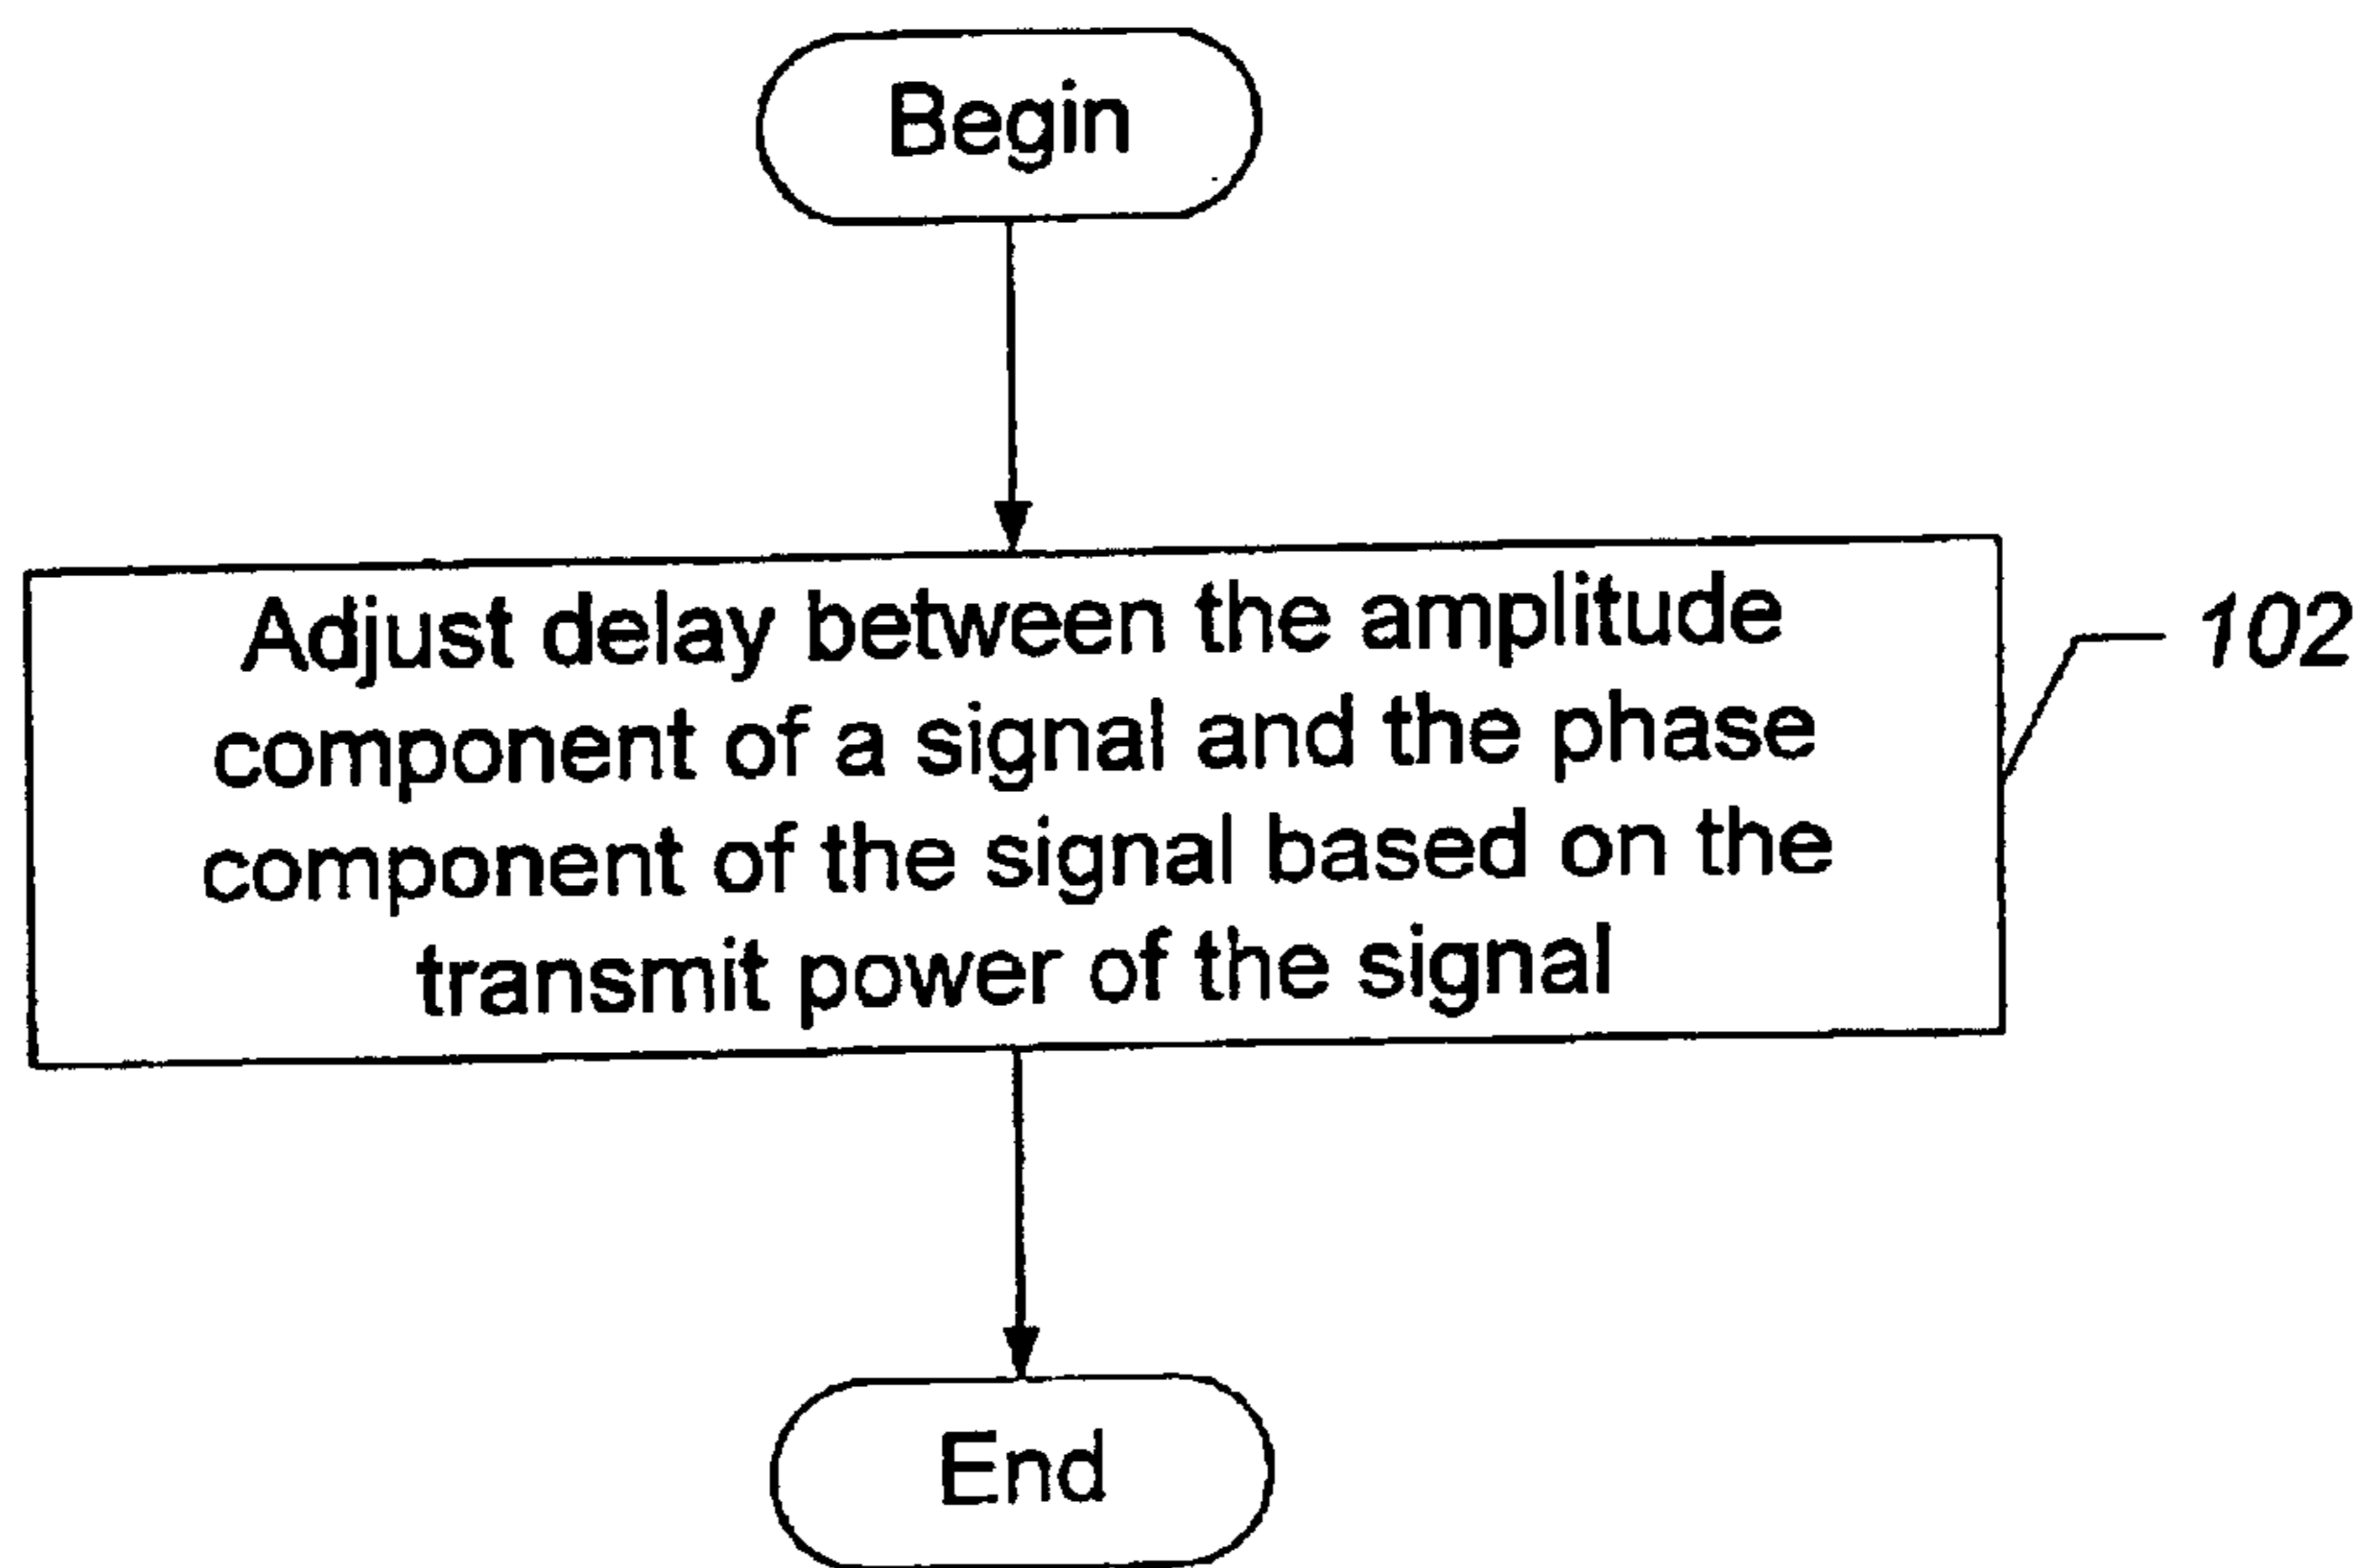 Begin
Adjust delay between the amplitude
component of a signal and the phase
component of the signal based on the
transmit power of the signal
102
End